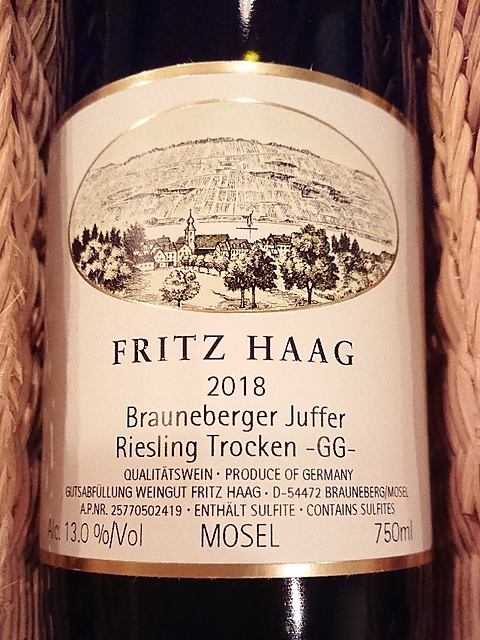 FRITZ HAAG
2018
Brauneberger Juffer
Riesling Trocken -GG-
QUALITÄTSWEIN · PRODUCE OF GERMANY
GUTSABFÜLLUNG WEINGUT FRITZ HAAG · D-54472 BRAUNEBERG/MOSEL
A.P.NR. 25770502419 · ENTHÄLT SULFITE · CONTAINS SULFITES
Alc. 13.0 %/Vol MOSEL 750ml